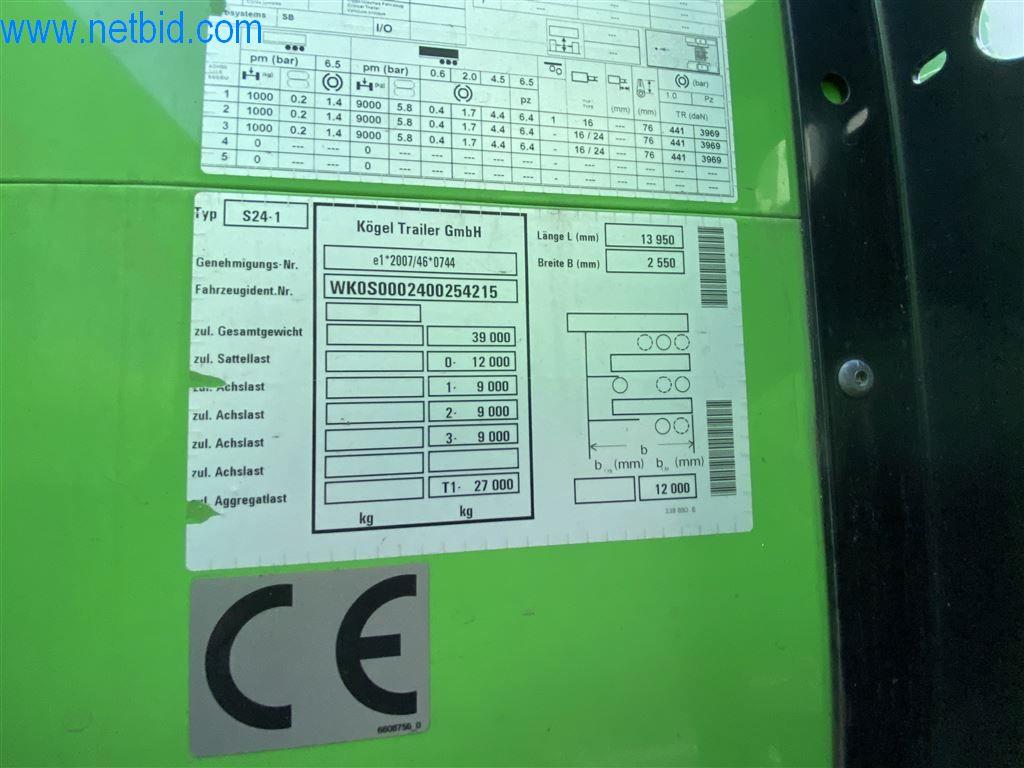 www.netbid.com
systems SB I/O
pm (bar) 6.5 pm (bar) 0.6 2.0 4.5 6.5
(kg) (kg) pz (mm) (mm) 1.0 (bar) Pz
TR (daN)
1 1000 0.2 1.4 9000 5.8 0.4 1.7 4.4 6.4 1 16 --- 76 441 3969
2 1000 0.2 1.4 9000 5.8 0.4 1.7 4.4 6.4 - 16 / 24 --- 76 441 3969
3 1000 0.2 1.4 9000 5.8 0.4 1.7 4.4 6.4 - 16 / 24 --- 76 441 3969
4 0 --- --- 0 --- --- --- --- --- - --- --- --- --- ---
5 0 --- --- 0 --- --- --- --- --- - --- --- --- --- ---
Typ S24-1
Kögel Trailer GmbH
Länge L (mm) 13 950
Breite B (mm) 2 550
Genehmigungs-Nr. e1*2007/46*0744
Fahrzeugident.Nr. WK0S0002400254215
zul. Gesamtgewicht 39 000
zul. Sattellast 0- 12 000
zul. Achslast 1- 9 000
zul. Achslast 2- 9 000
zul. Achslast 3- 9 000
zul. Achslast
zul. Aggregatlast T1- 27 000
kg kg
b
b (mm) b (mm)
12 000
CE
6608756_0